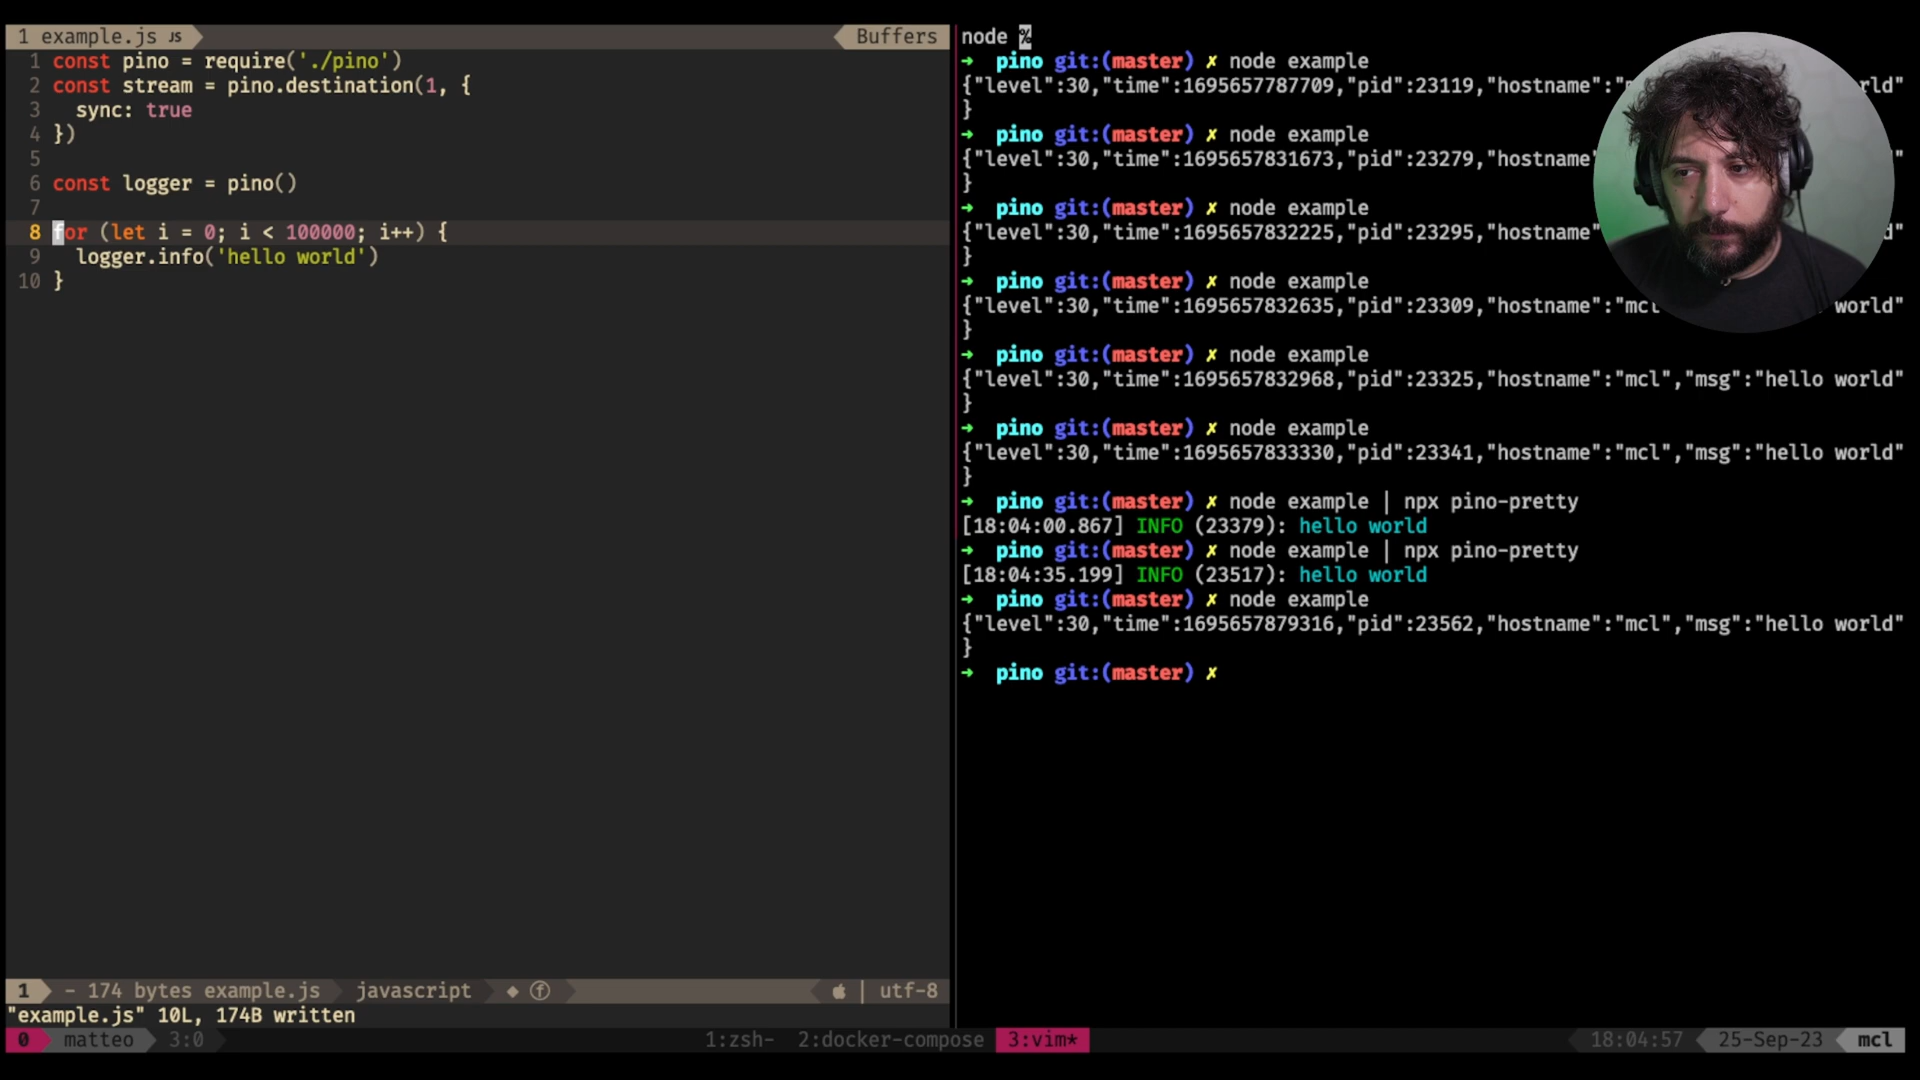 1 example.js JS
Buffers
1 const pino = require('./pino')
2 const stream = pino.destination(1, {
3 sync: true
4 })
5
6 const logger = pino()
7
8 for (let i = 0; i < 100000; i++) {
9 logger.info('hello world')
10 }
1 - 174 bytes example.js javascript ◆ ⓕ | utf-8
"example.js" 10L, 174B written
node %
➜ pino git:(master) ✗ node example
{"level":30,"time":1695657787709,"pid":23119,"hostname":"
}
➜ pino git:(master) ✗ node example
{"level":30,"time":1695657831673,"pid":23279,"hostname"
}
➜ pino git:(master) ✗ node example
{"level":30,"time":1695657832225,"pid":23295,"hostname"
}
➜ pino git:(master) ✗ node example
{"level":30,"time":1695657832635,"pid":23309,"hostname":"mcl world"
}
➜ pino git:(master) ✗ node example
{"level":30,"time":1695657832968,"pid":23325,"hostname":"mcl","msg":"hello world"
}
➜ pino git:(master) ✗ node example
{"level":30,"time":1695657833330,"pid":23341,"hostname":"mcl","msg":"hello world"
}
➜ pino git:(master) ✗ node example | npx pino-pretty
[18:04:00.867] INFO (23379): hello world
➜ pino git:(master) ✗ node example | npx pino-pretty
[18:04:35.199] INFO (23517): hello world
➜ pino git:(master) ✗ node example
{"level":30,"time":1695657879316,"pid":23562,"hostname":"mcl","msg":"hello world"
}
➜ pino git:(master) ✗
0 matteo 3:0 1:zsh- 2:docker-compose 3:vim* 18:04:57 25-Sep-23 mcl